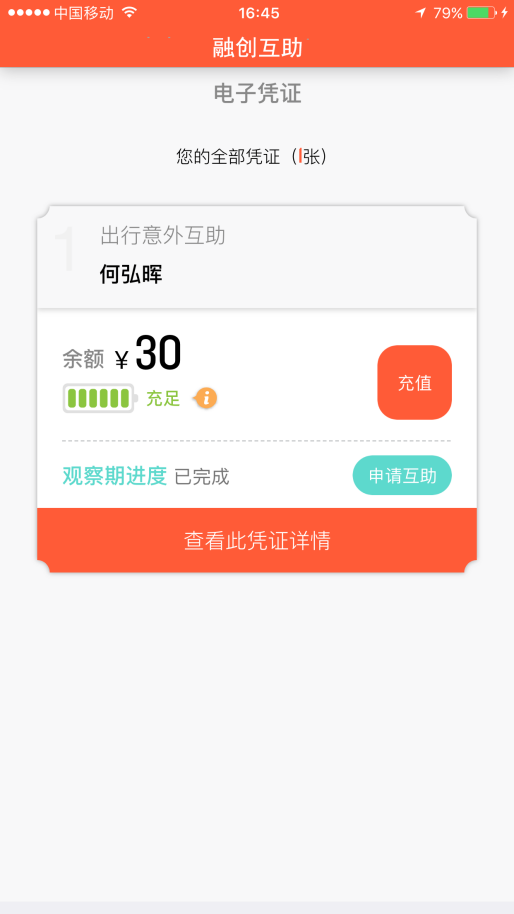 中国移动 16:45 79%
融创互助
电子凭证
您的全部凭证（1张）
1 出行意外互助
何弘晖
余额 ¥30
充值
充足 i
观察期进度 已完成 申请互助
查看此凭证详情